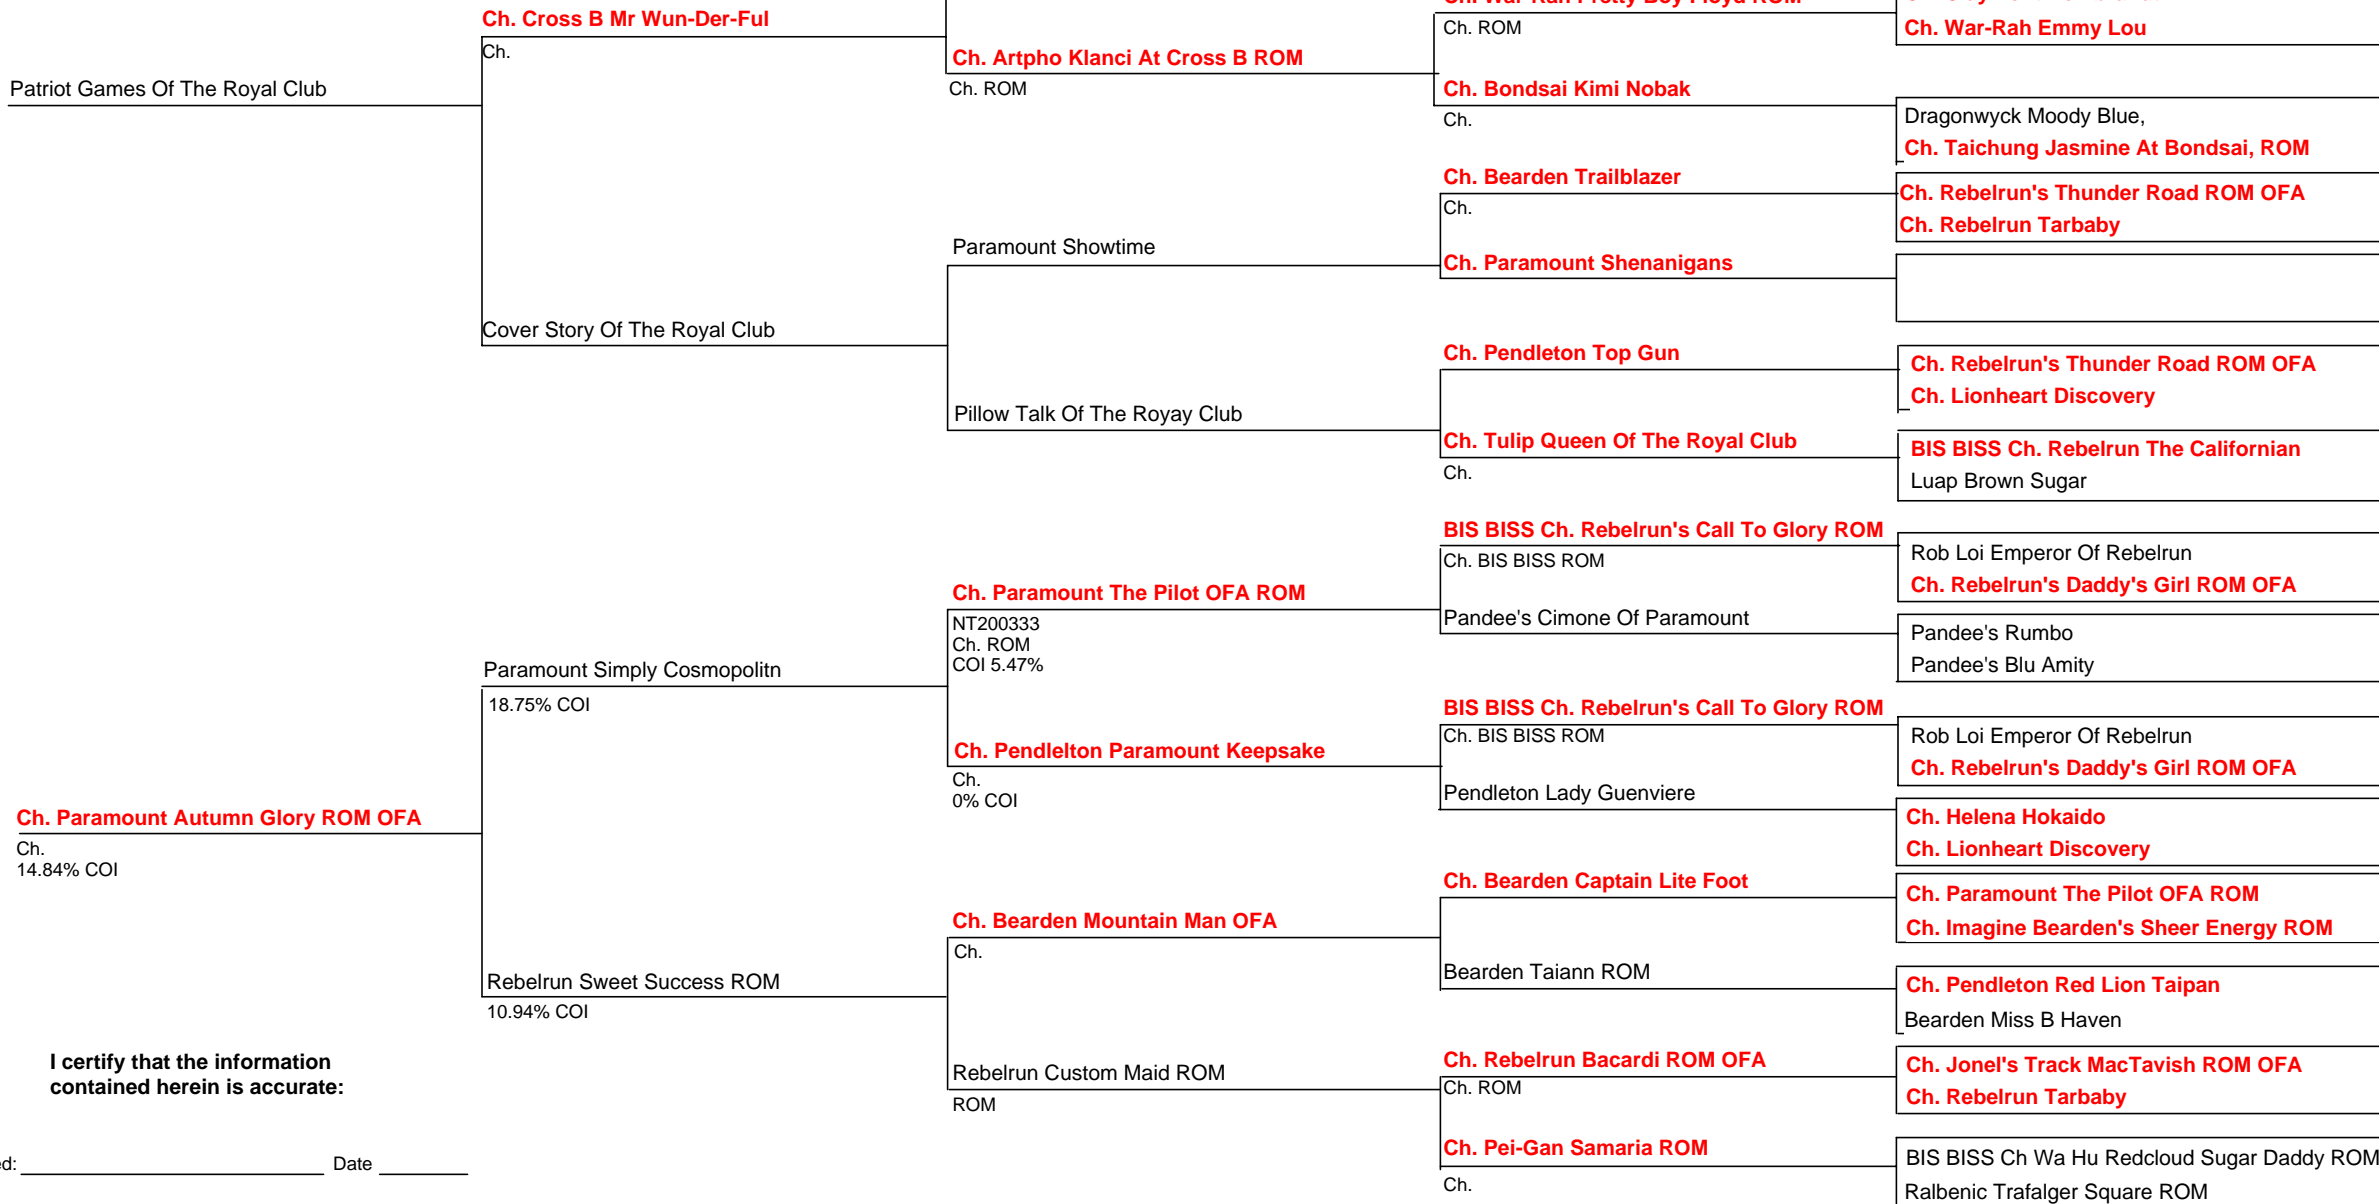 Ch. Cross B Mr Wun-Der-Ful
Ch.
Patriot Games Of The Royal Club
Cover Story Of The Royal Club
Ch. Artpho Klanci At Cross B ROM
Ch. ROM
Paramount Showtime
Pillow Talk Of The Royay Club
Ch. War-Rah Pretty Boy Floyd ROM
Ch. ROM
Ch. Bondsai Kimi Nobak
Ch.
Ch. Bearden Trailblazer
Ch.
Ch. Paramount Shenanigans
Ch. Pendleton Top Gun
Ch. Tulip Queen Of The Royal Club
Ch.
Ch. War-Rah Emmy Lou
Dragonwyck Moody Blue,
Ch. Taichung Jasmine At Bondsai, ROM
Ch. Rebelrun's Thunder Road ROM OFA
Ch. Rebelrun Tarbaby
Ch. Rebelrun's Thunder Road ROM OFA
Ch. Lionheart Discovery
BIS BISS Ch. Rebelrun The Californian
Luap Brown Sugar
Ch. Paramount Autumn Glory ROM OFA
Ch.
14.84% COI
Paramount Simply Cosmopolitn
18.75% COI
Rebelrun Sweet Success ROM
10.94% COI
Ch. Paramount The Pilot OFA ROM
NT200333
Ch. ROM
COI 5.47%
Ch. Pendlelton Paramount Keepsake
Ch.
0% COI
Ch. Bearden Mountain Man OFA
Ch.
Rebelrun Custom Maid ROM
ROM
BIS BISS Ch. Rebelrun's Call To Glory ROM
Ch. BIS BISS ROM
Pandee's Cimone Of Paramount
BIS BISS Ch. Rebelrun's Call To Glory ROM
Ch. BIS BISS ROM
Pendleton Lady Guenviere
Ch. Bearden Captain Lite Foot
Bearden Taiann ROM
Ch. Rebelrun Bacardi ROM OFA
Ch. ROM
Ch. Pei-Gan Samaria ROM
Ch.
Rob Loi Emperor Of Rebelrun
Ch. Rebelrun's Daddy's Girl ROM OFA
Pandee's Rumbo
Pandee's Blu Amity
Rob Loi Emperor Of Rebelrun
Ch. Rebelrun's Daddy's Girl ROM OFA
Ch. Helena Hokaido
Ch. Lionheart Discovery
Ch. Paramount The Pilot OFA ROM
Ch. Imagine Bearden's Sheer Energy ROM
Ch. Pendleton Red Lion Taipan
Bearden Miss B Haven
Ch. Jonel's Track MacTavish ROM OFA
Ch. Rebelrun Tarbaby
BIS BISS Ch Wa Hu Redcloud Sugar Daddy ROM
Ralbenic Trafalger Square ROM
I certify that the information
contained herein is accurate:
ed: Date